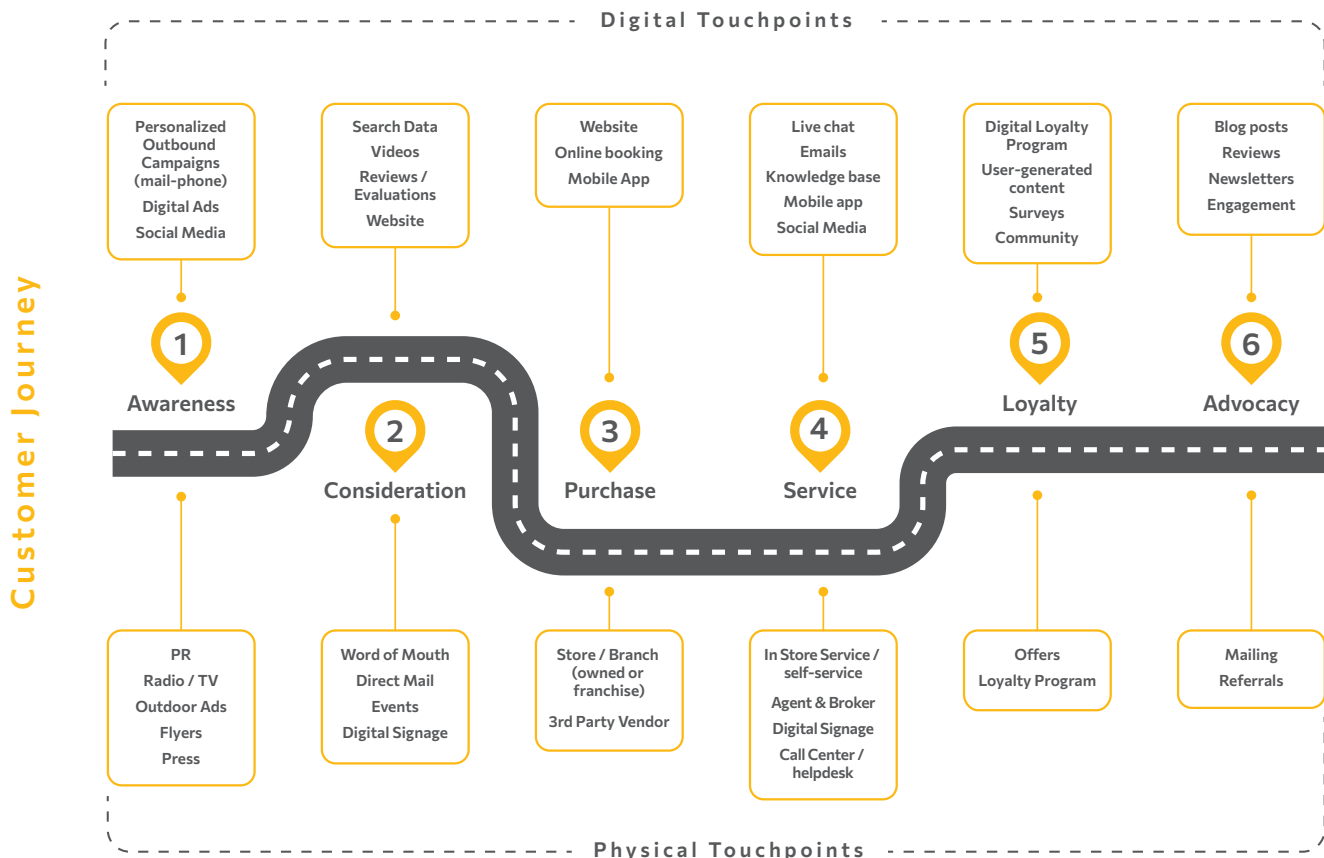 Digital Touchpoints
Customer Journey
Personalized
Outbound
Campaigns
(mail-phone)
Digital Ads
Social Media
Search Data
Videos
Reviews /
Evaluations
Website
Website
Online booking
Mobile App
Live chat
Emails
Knowledge base
Mobile app
Social Media
Digital Loyalty
Program
User-generated
content
Surveys
Community
Blog posts
Reviews
Newsletters
Engagement
1
Awareness
2
Consideration
3
Purchase
4
Service
5
Loyalty
6
Advocacy
PR
Radio / TV
Outdoor Ads
Flyers
Press
Word of Mouth
Direct Mail
Events
Digital Signage
Store / Branch
(owned or
franchise)
3rd Party Vendor
In Store Service /
self-service
Agent & Broker
Digital Signage
Call Center /
helpdesk
Offers
Loyalty Program
Mailing
Referrals
Physical Touchpoints